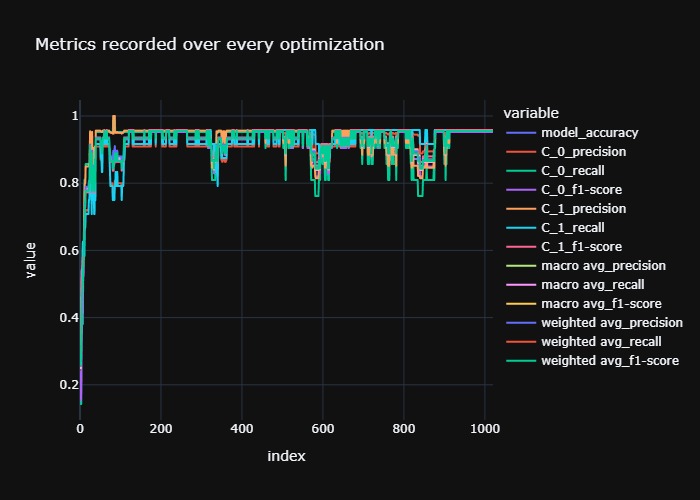 Metrics recorded over every optimization
variable
model_accuracy
C_0_precision
C_0_recall
C_0_f1-score
C_1_precision
C_1_recall
C_1_f1-score
macro avg_precision
macro avg_recall
macro avg_f1-score
weighted avg_precision
weighted avg_recall
weighted avg_f1-score
value
1
0.8
0.6
0.4
0.2
0 200 400 600 800 1000
index